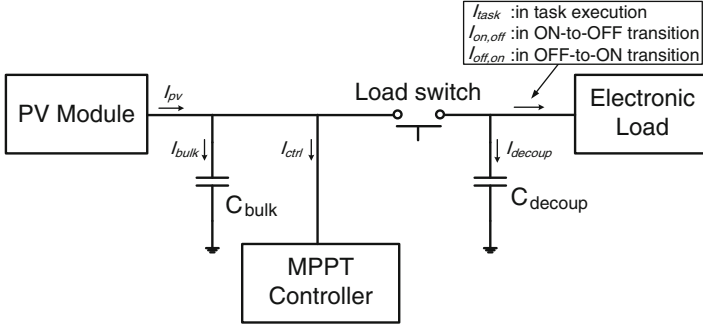 I_task :in task execution
I_on,off :in ON-to-OFF transition
I_off,on :in OFF-to-ON transition
PV Module
I_pv
Load switch
Electronic
Load
I_bulk
I_ctrl
I_decoup
C_bulk
C_decoup
MPPT
Controller